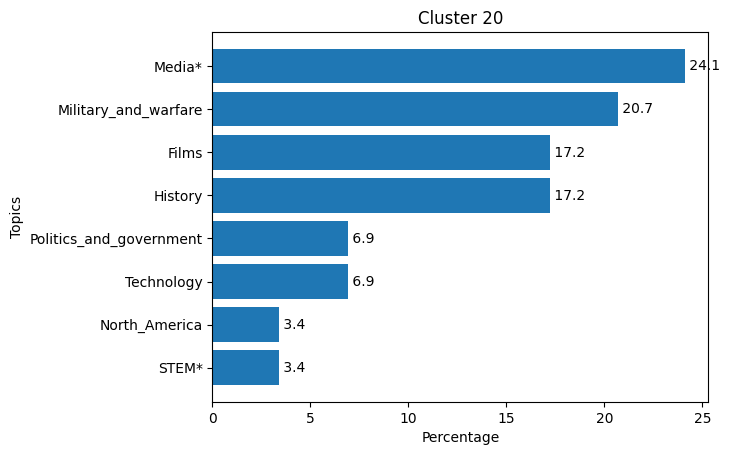 Cluster 20
Topics
Media* 24.1
Military_and_warfare 20.7
Films 17.2
History 17.2
Politics_and_government 6.9
Technology 6.9
North_America 3.4
STEM* 3.4
0 5 10 15 20 25
Percentage